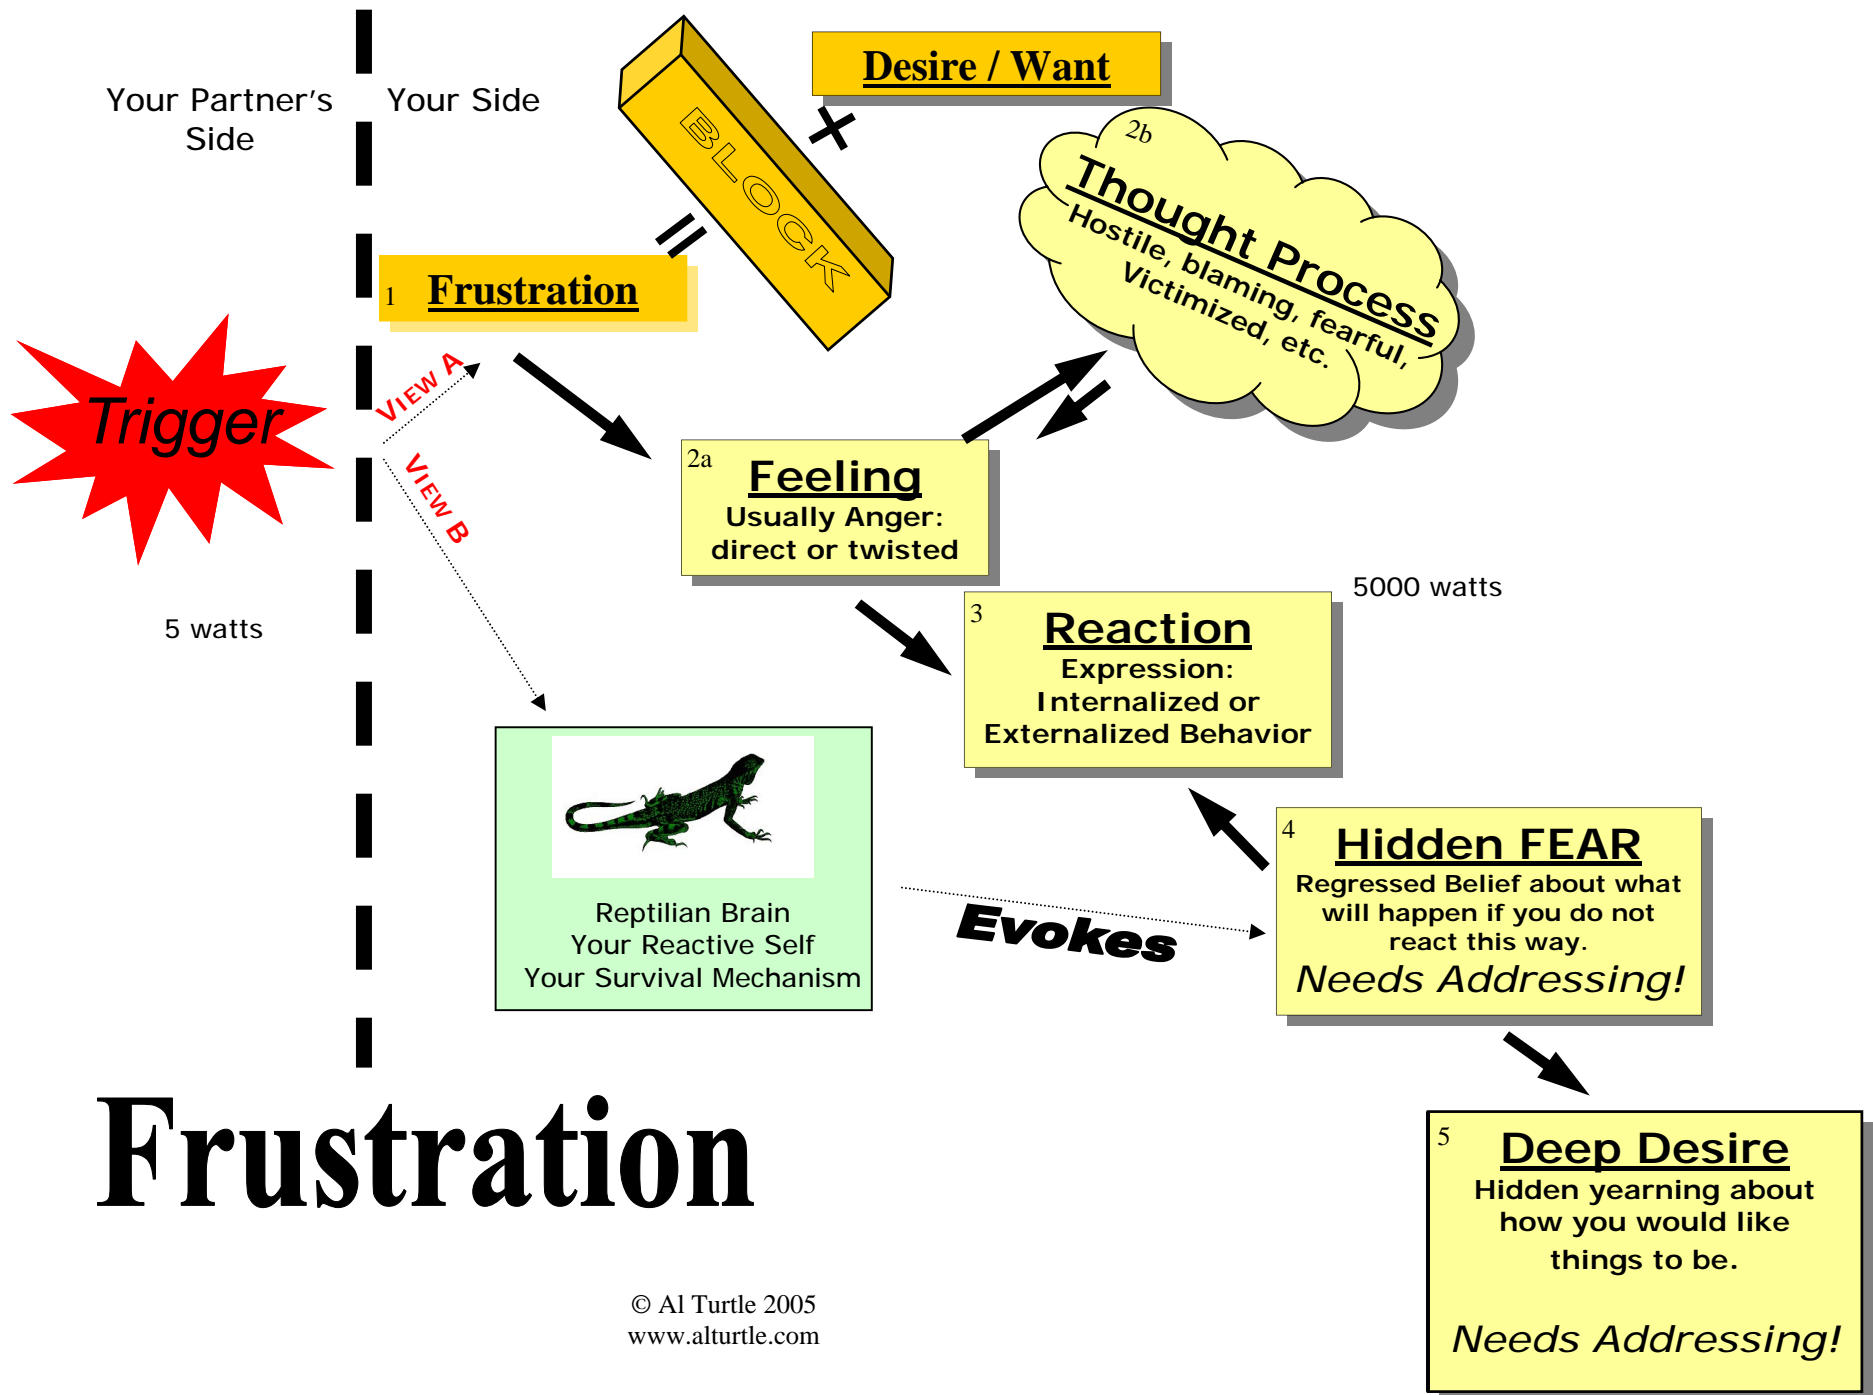 Your Partner's
Side
Your Side
BLOCK
Desire / Want
2b
Thought Process
Hostile, blaming, fearful,
Victimized, etc.
1
Frustration
Trigger
VIEW A
VIEW B
5 watts
2a
Feeling
Usually Anger:
direct or twisted
5000 watts
3
Reaction
Expression:
Internalized or
Externalized Behavior
Reptilian Brain
Your Reactive Self
Your Survival Mechanism
Evokes
4
Hidden FEAR
Regressed Belief about what
will happen if you do not
react this way.
Needs Addressing!
5
Deep Desire
Hidden yearning about
how you would like
things to be.
Needs Addressing!
Frustration
© Al Turtle 2005
www.alturtle.com